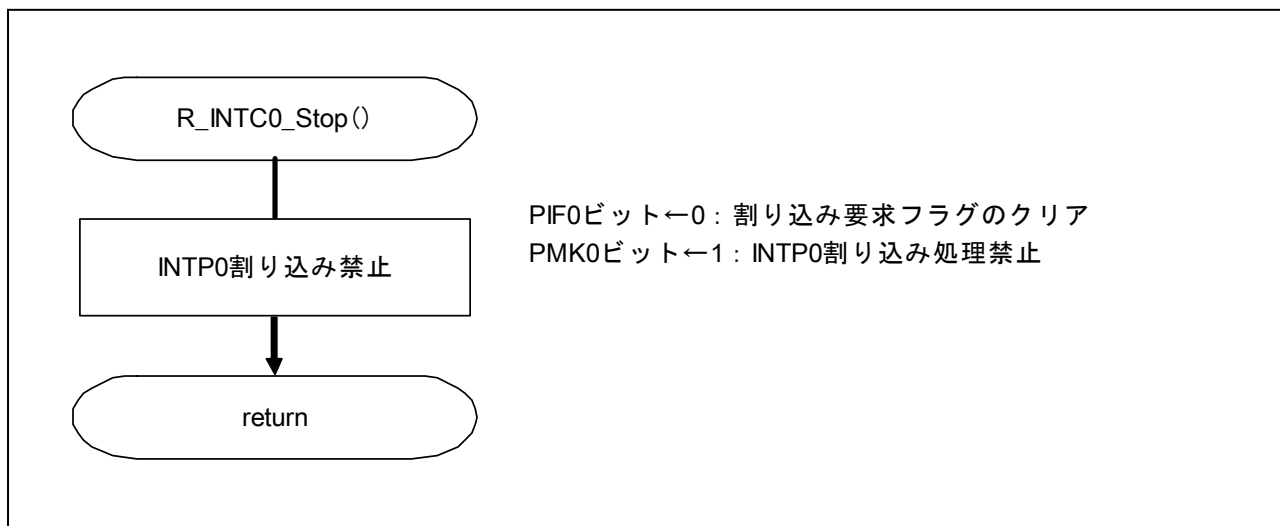 R_INTC0_Stop()
INTP0割り込み禁止
return
PIF0ビット←0：割り込み要求フラグのクリア
PMK0ビット←1：INTP0割り込み処理禁止